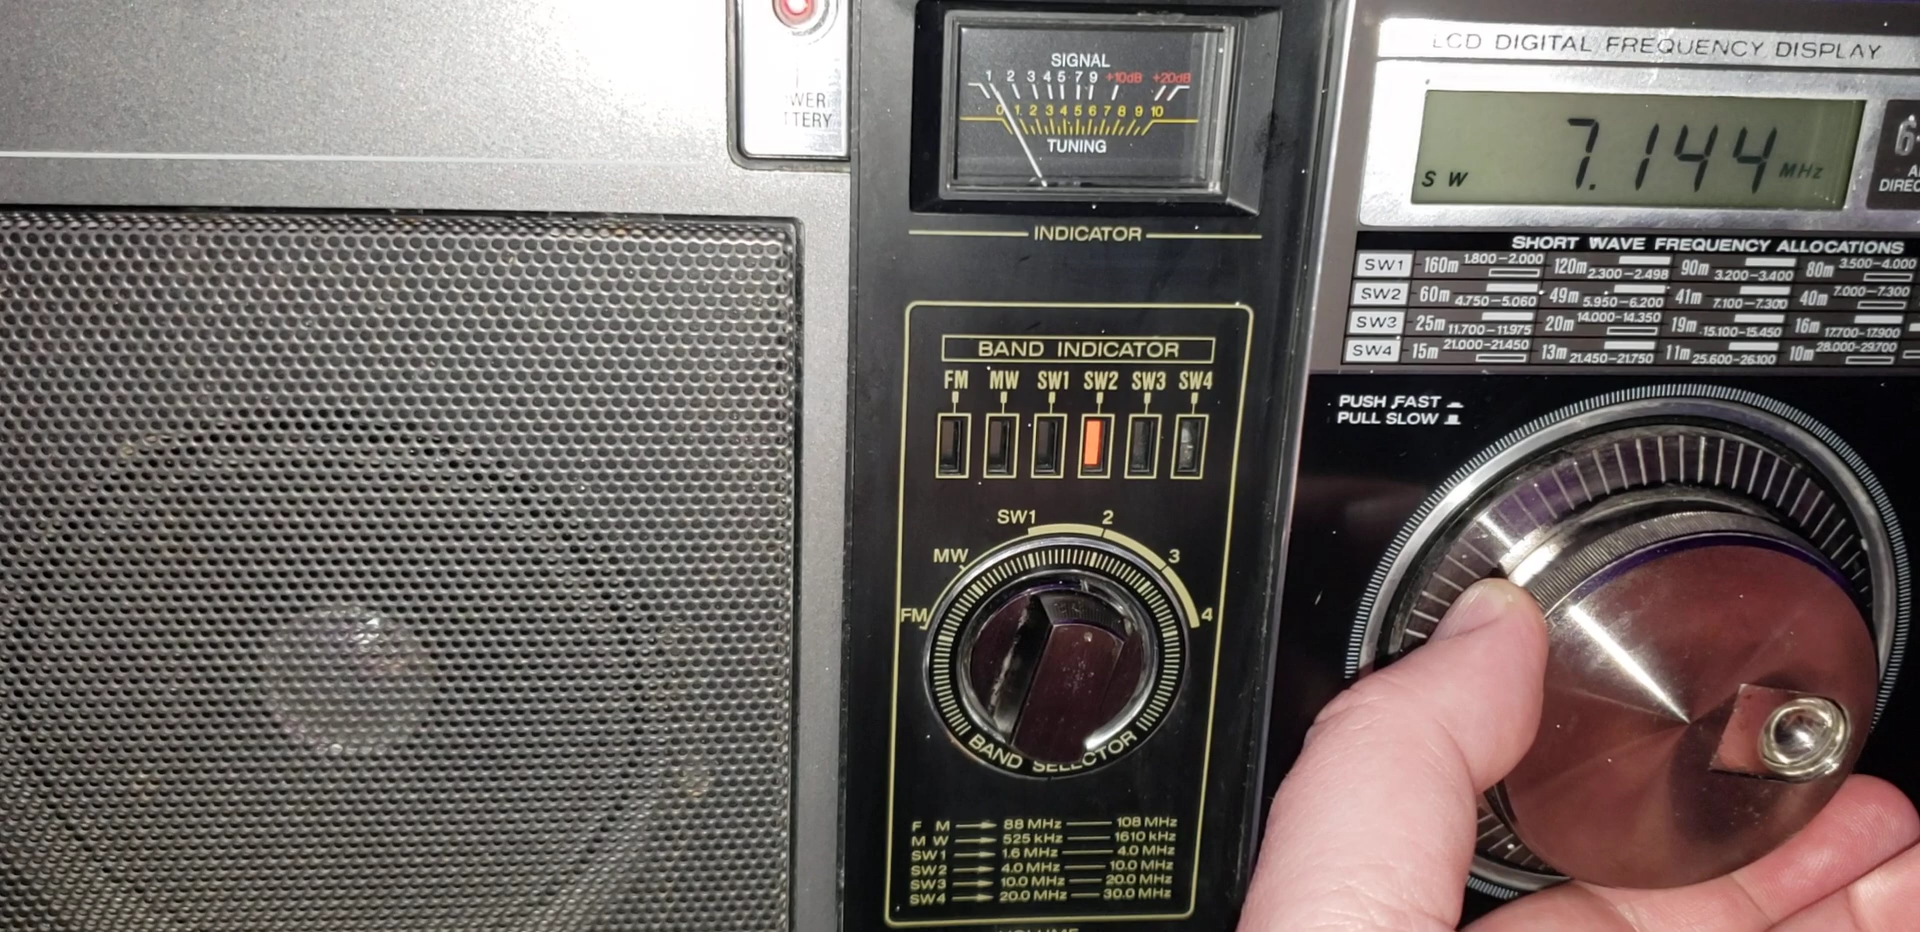 WER
TTERY
SIGNAL
1 2 3 4 5 7 9 +10dB +20dB
0 1 2 3 4 5 6 7 8 9 10
TUNING
INDICATOR
BAND INDICATOR
FM MW SW1 SW2 SW3 SW4
SW1 2
MW 3
FM 4
BAND SELECTOR
F M 88 MHz 108 MHz
M W 525 kHz 1610 kHz
SW1 1.6 MHz 4.0 MHz
SW2 4.0 MHz 10.0 MHz
SW3 10.0 MHz 20.0 MHz
SW4 20.0 MHz 30.0 MHz
VOLUME
LCD DIGITAL FREQUENCY DISPLAY
SW 7.144 MHz
6
DIREC
SHORT WAVE FREQUENCY ALLOCATIONS
SW1 160m 1.800-2.000 120m 2.300-2.498 90m 3.200-3.400 80m 3.500-4.000
SW2 60m 4.750-5.060 49m 5.950-6.200 41m 7.100-7.300 40m 7.000-7.300
SW3 25m 11.700-11.975 20m 14.000-14.350 19m 15.100-15.450 16m 17.700-17.900
SW4 15m 21.000-21.450 13m 21.450-21.750 11m 25.600-26.100 10m 28.000-29.700
PUSH FAST
PULL SLOW